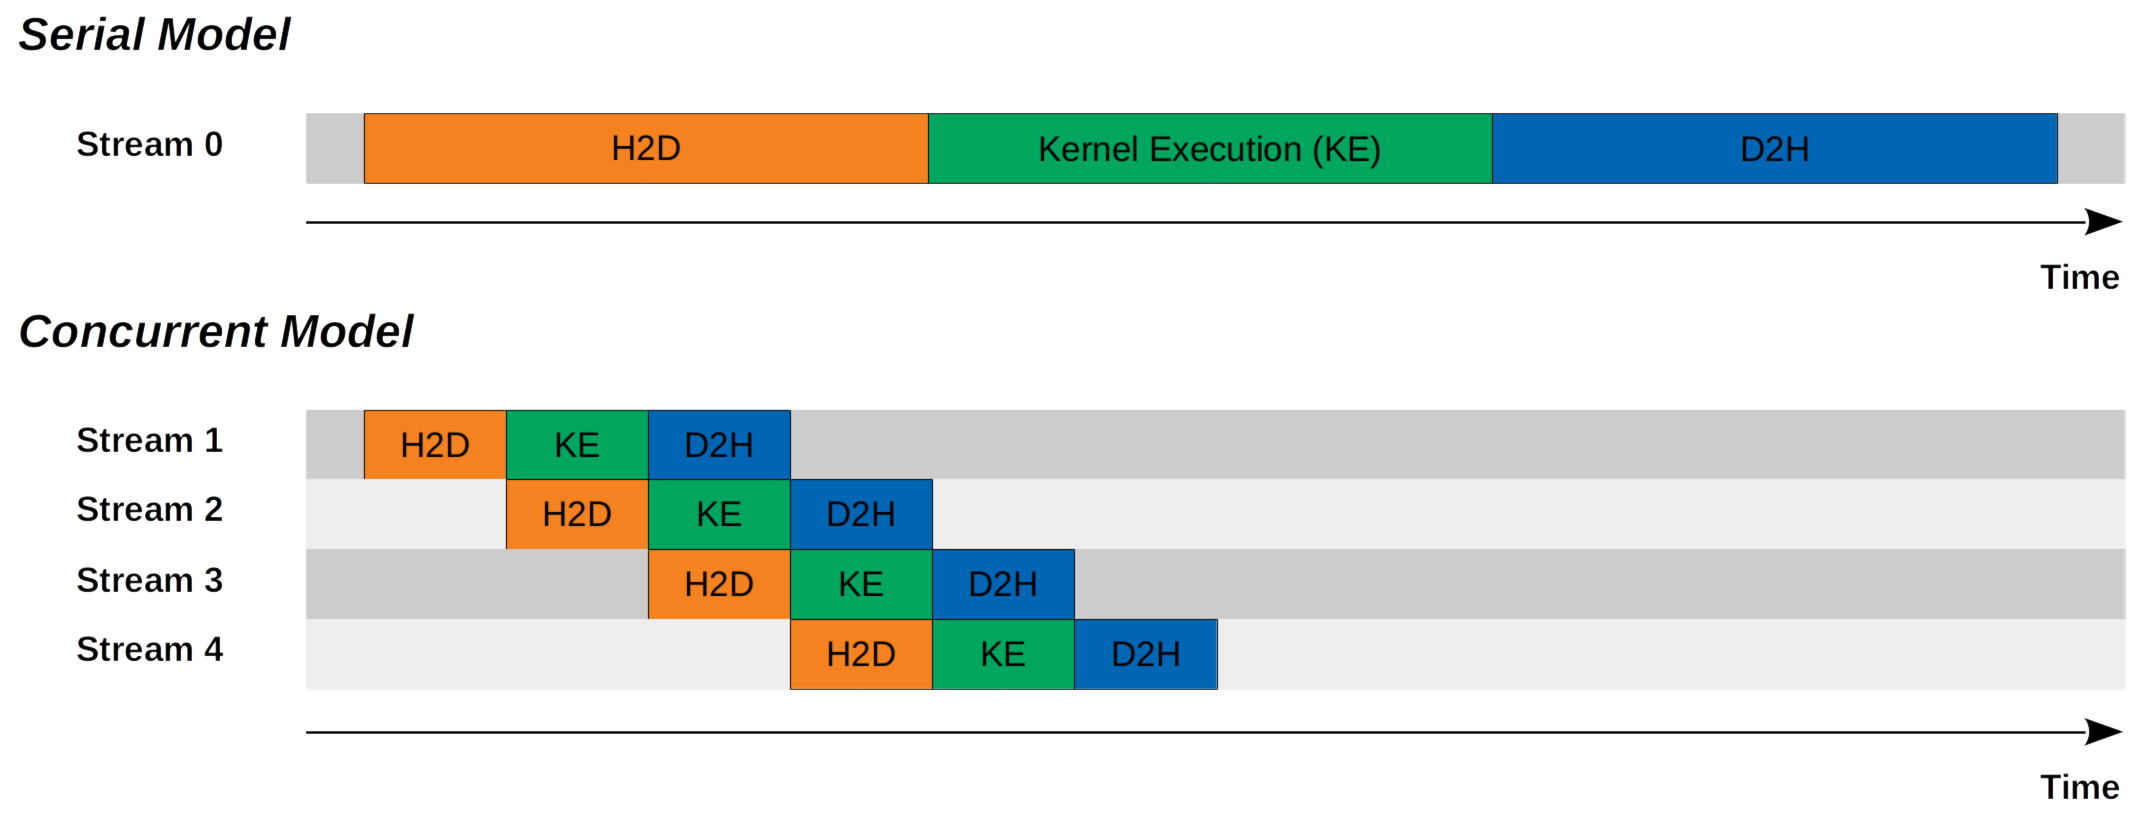 Serial Model
Stream 0
H2D
Kernel Execution (KE)
D2H
Time
Concurrent Model
Stream 1
H2D
KE
D2H
Stream 2
H2D
KE
D2H
Stream 3
H2D
KE
D2H
Stream 4
H2D
KE
D2H
Time